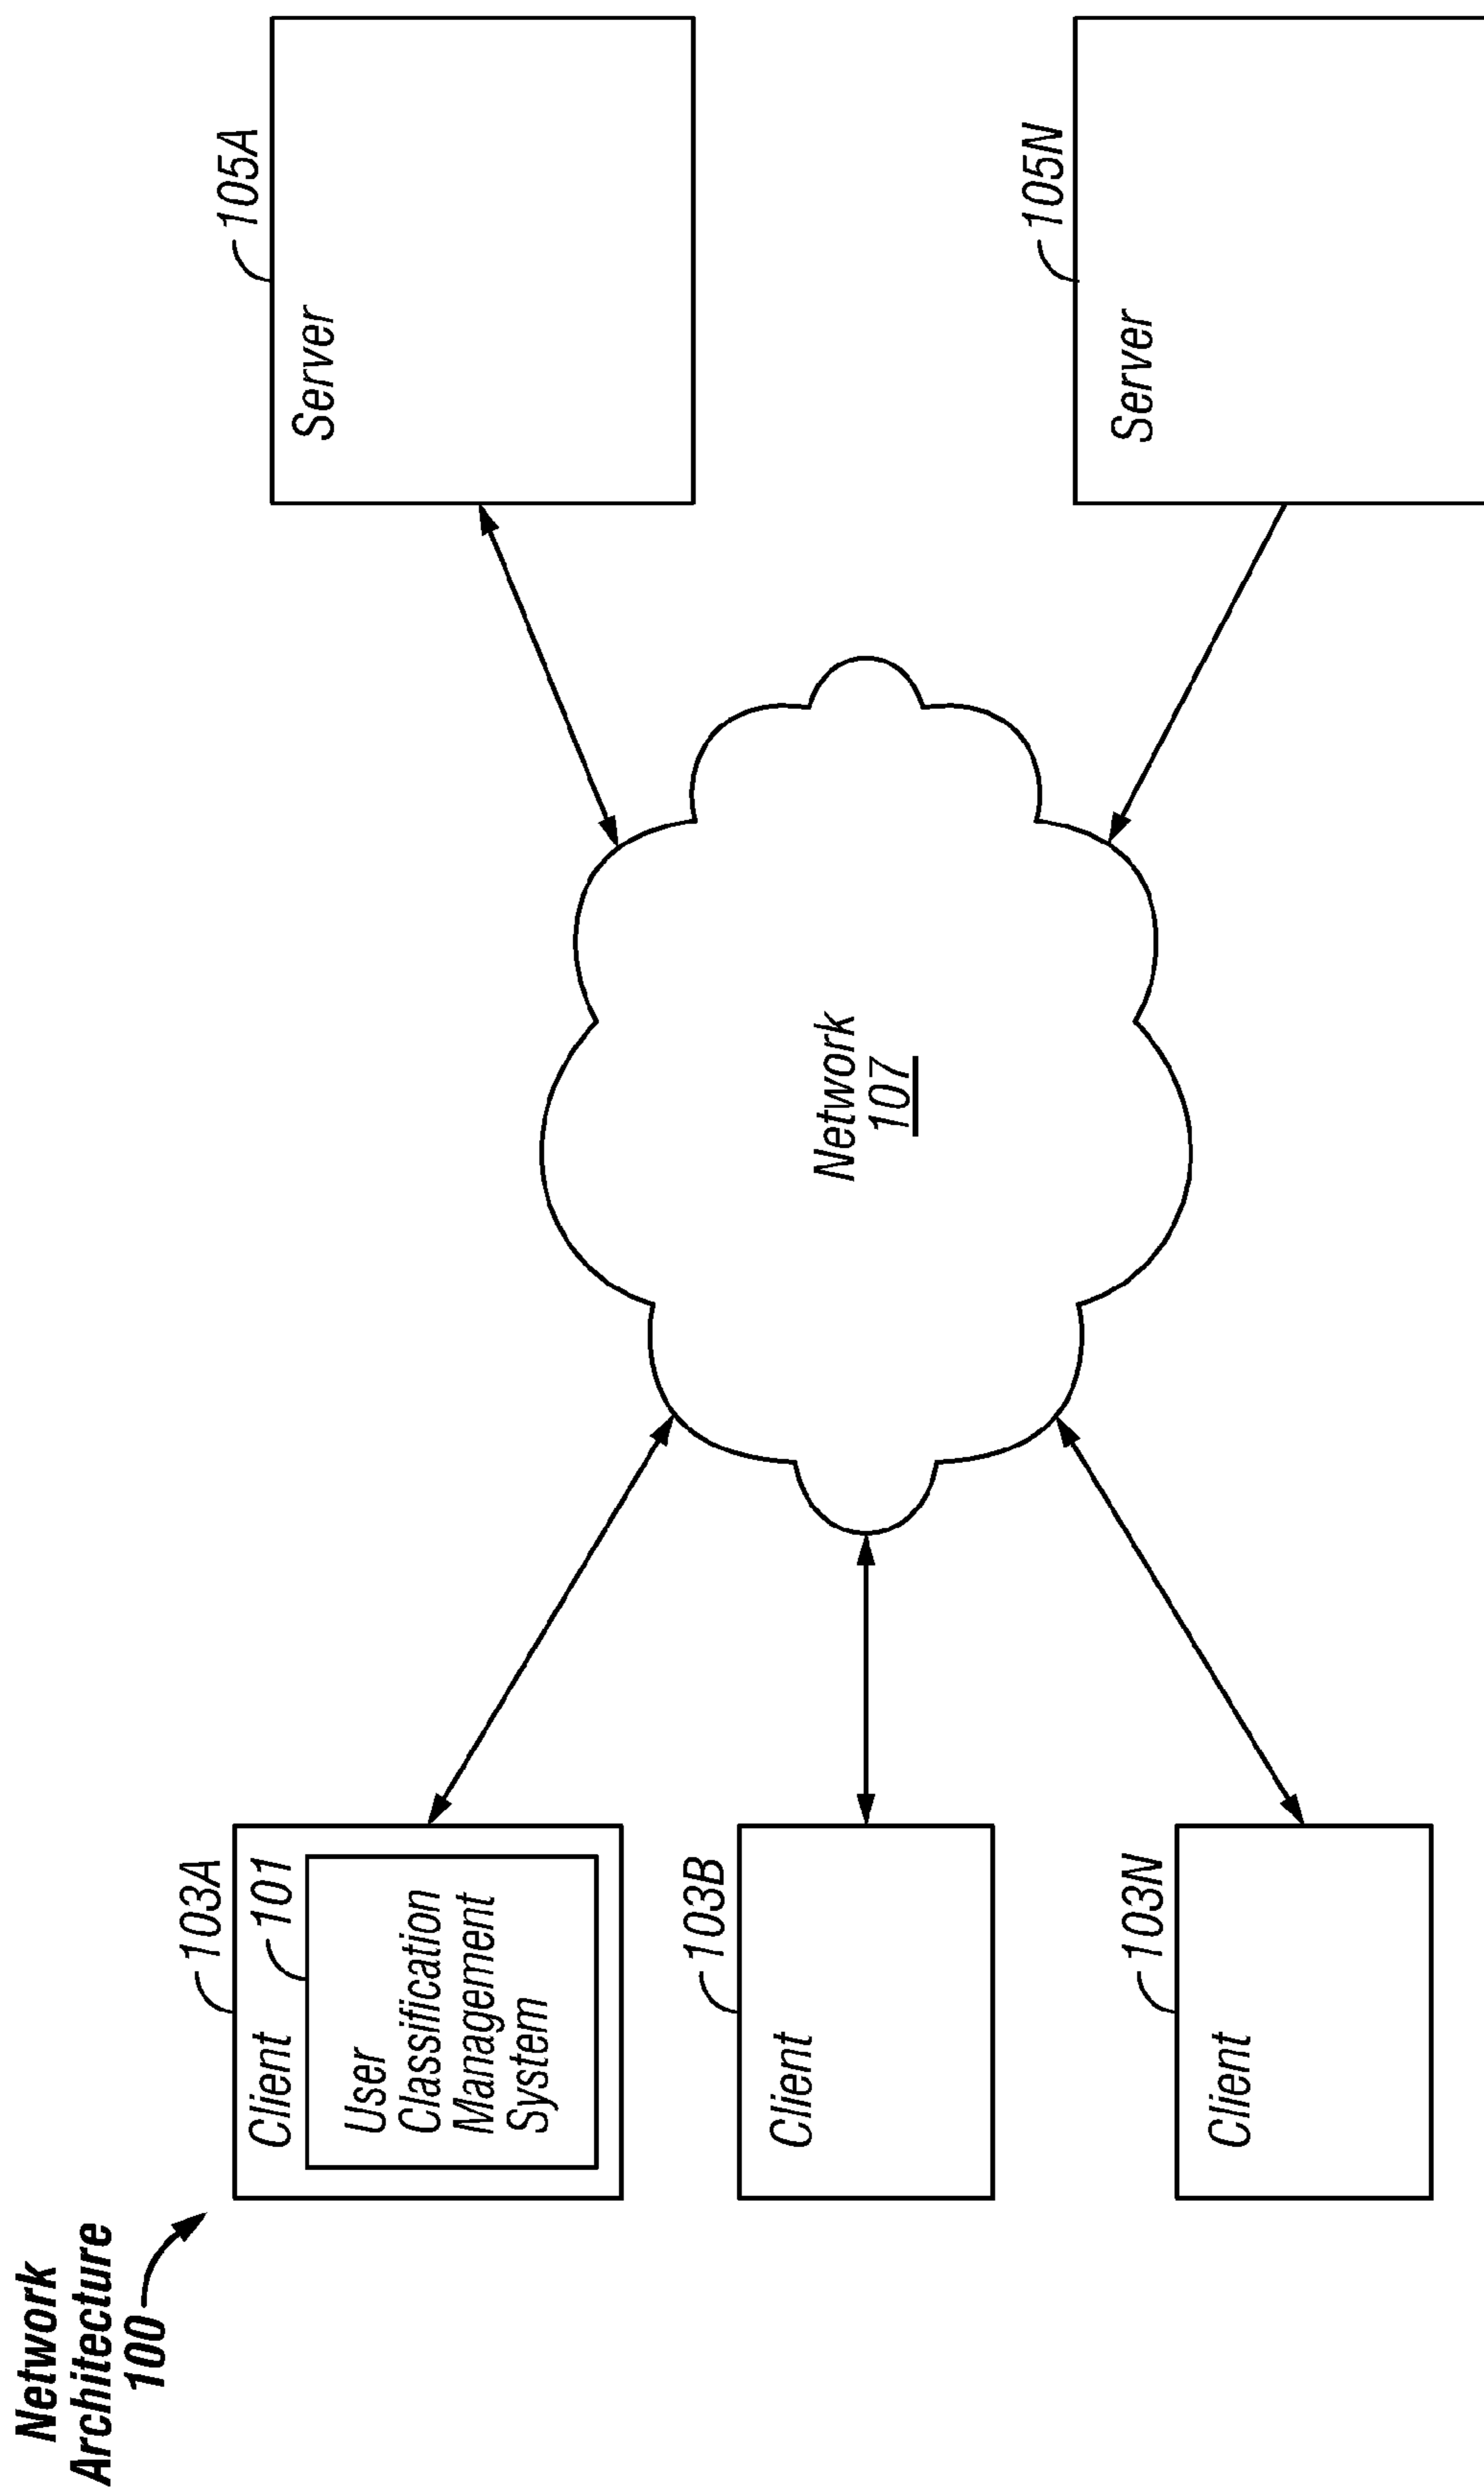 Network
Architecture
100
103A
Client
101
User
Classification
Management
System
103B
Client
103N
Client
Network
107
105A
Server
105N
Server